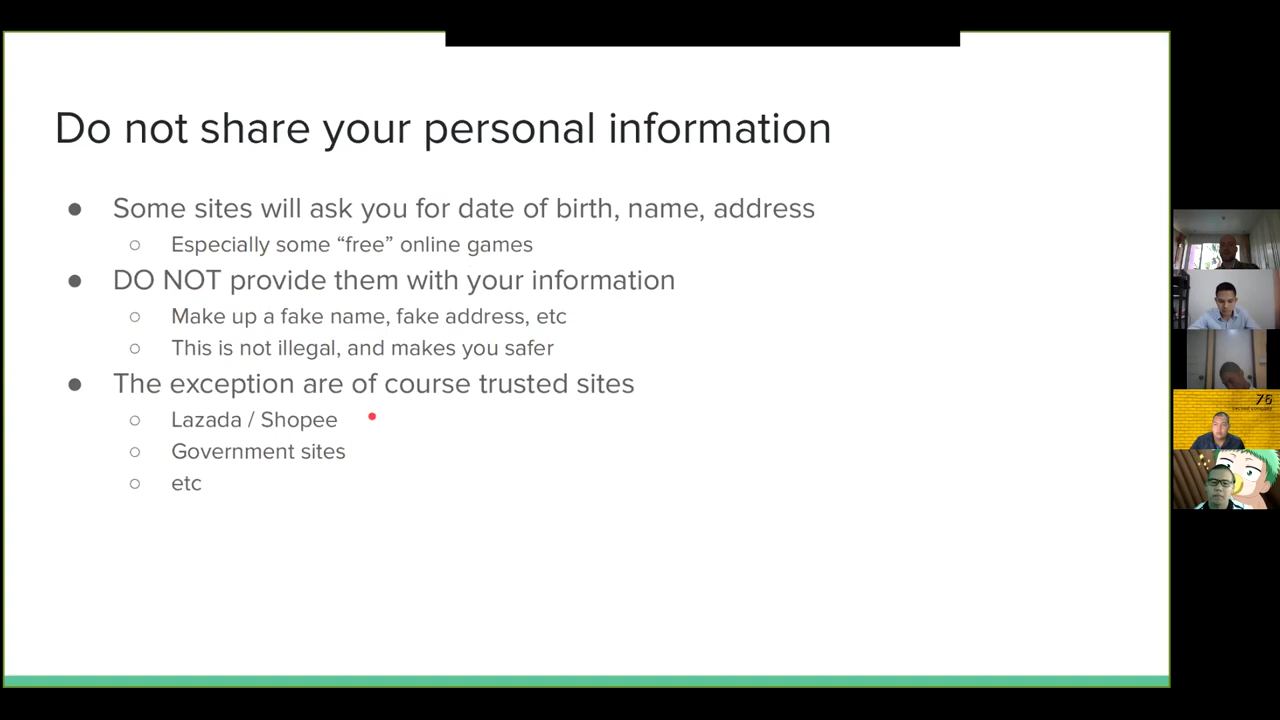 Do not share your personal information
● Some sites will ask you for date of birth, name, address
○ Especially some “free” online games
● DO NOT provide them with your information
○ Make up a fake name, fake address, etc
○ This is not illegal, and makes you safer
● The exception are of course trusted sites
○ Lazada / Shopee
○ Government sites
○ etc